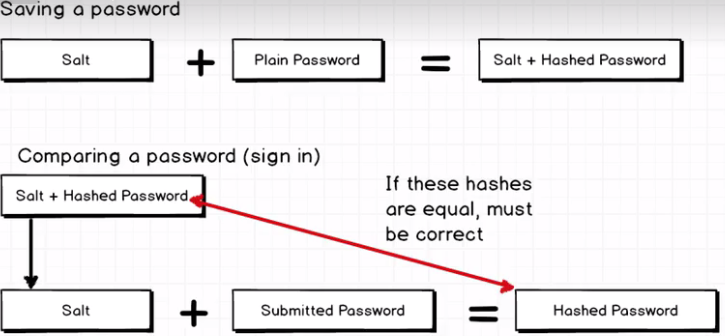 Saving a password
Salt
+
Plain Password
=
Salt + Hashed Password
Comparing a password (sign in)
Salt + Hashed Password
If these hashes
are equal, must
be correct
Salt
+
Submitted Password
=
Hashed Password